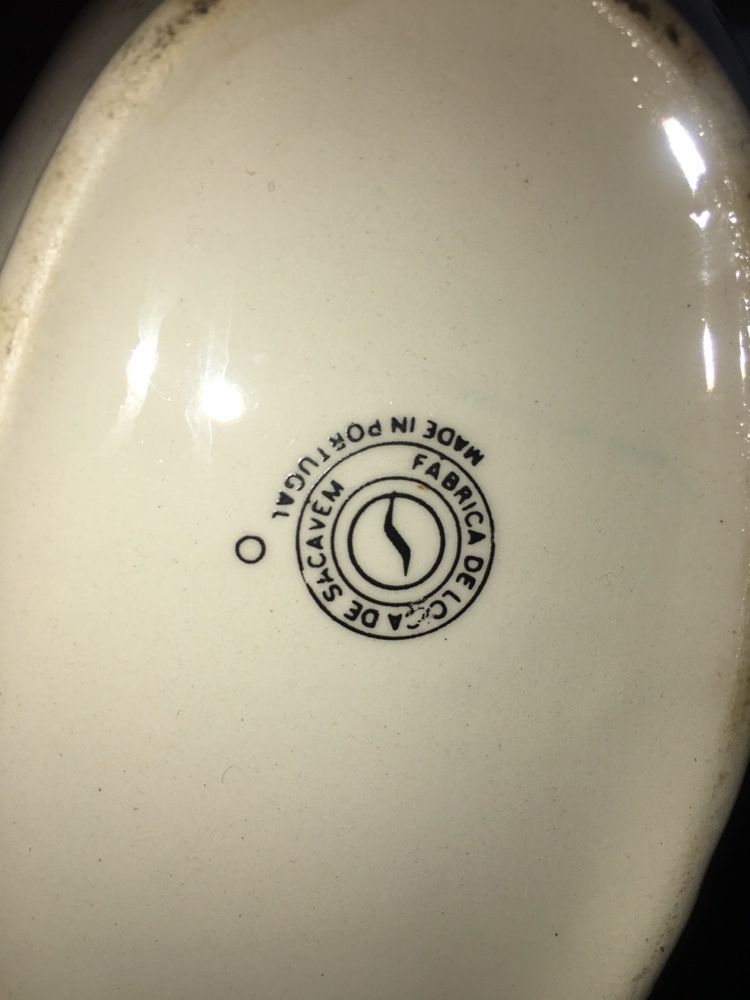 FABRICA DE LOIÇA DE SACAVÉM
MADE IN PORTUGAL
O